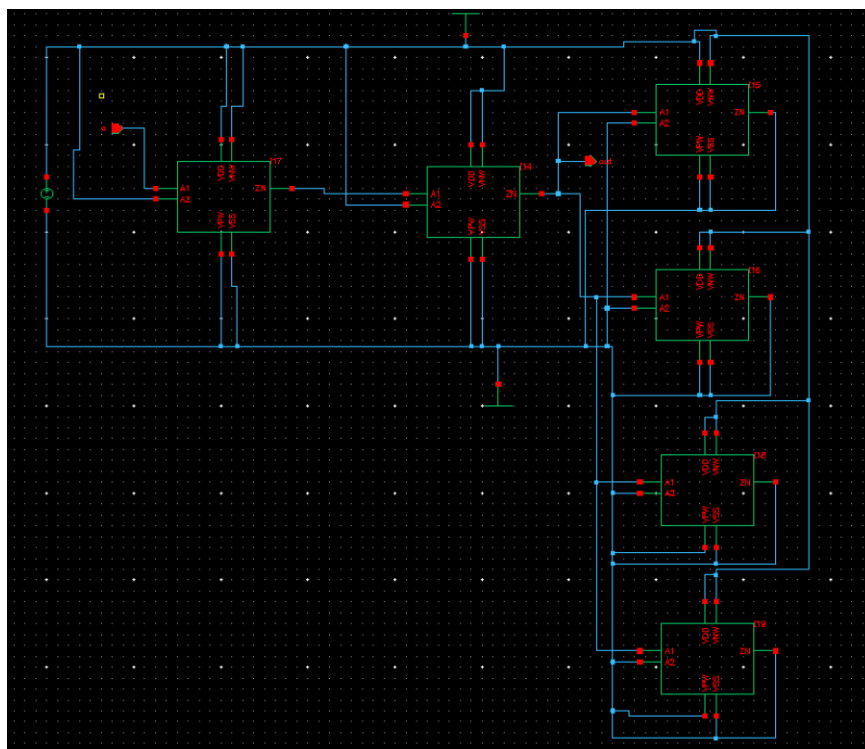 a
I17
VDD VNW
A1
A2
ZN
VPW VSS
I14
VDD VNW
A1
A2
ZN
VPW VSS
out
I15
VDD VNW
A1
A2
ZN
VPW VSS
I16
VDD VNW
A1
A2
ZN
VPW VSS
I18
VDD VNW
A1
A2
ZN
VPW VSS
I19
VDD VNW
A1
A2
ZN
VPW VSS